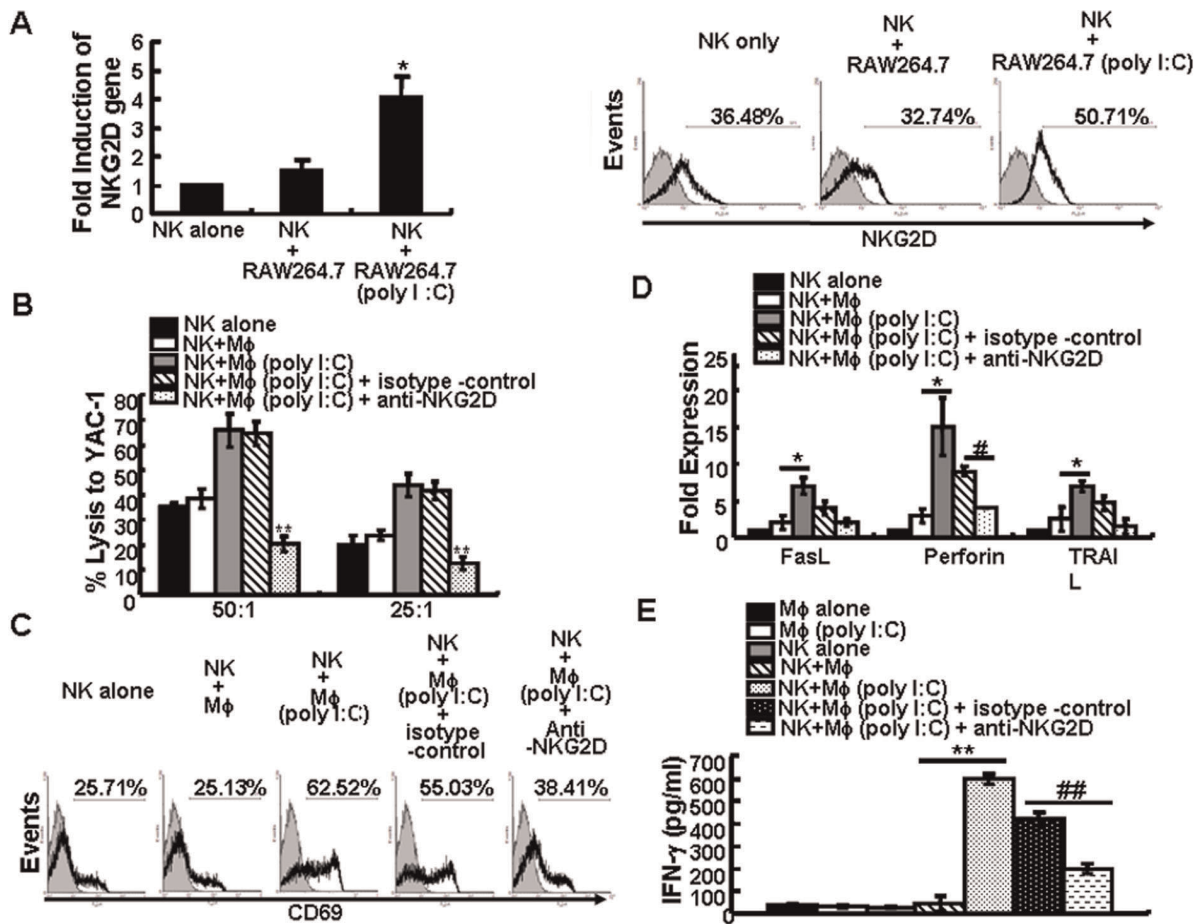 A
Fold Induction of
NKG2D gene
6
5
4
3
2
1
0
NK alone
NK
+
RAW264.7
NK
+
RAW264.7
(poly I :C)
*
NK only
NK
+
RAW264.7
NK
+
RAW264.7 (poly I:C)
Events
36.48%
32.74%
50.71%
NKG2D
B
NK alone
NK+Mϕ
NK+Mϕ (poly I:C)
NK+Mϕ (poly I:C) + isotype -control
NK+Mϕ (poly I:C) + anti-NKG2D
% Lysis to YAC-1
80
70
60
50
40
30
20
10
0
**
**
50:1
25:1
C
NK alone
NK
+
Mϕ
NK
+
Mϕ
(poly I:C)
NK
+
Mϕ
(poly I:C)
+
isotype
-control
NK
+
Mϕ
(poly I:C)
+
Anti
-NKG2D
Events
25.71%
25.13%
62.52%
55.03%
38.41%
CD69
D
NK alone
NK+Mϕ
NK+Mϕ (poly I:C)
NK+Mϕ (poly I:C) + isotype -control
NK+Mϕ (poly I:C) + anti-NKG2D
Fold Expression
25
20
15
10
5
0
*
*
#
*
FasL
Perforin
TRAI
L
E
Mϕ alone
Mϕ (poly I:C)
NK alone
NK+Mϕ
NK+Mϕ (poly I:C)
NK+Mϕ (poly I:C) + isotype -control
NK+Mϕ (poly I:C) + anti-NKG2D
IFN-γ (pg/ml)
700
600
500
400
300
200
100
0
**
##